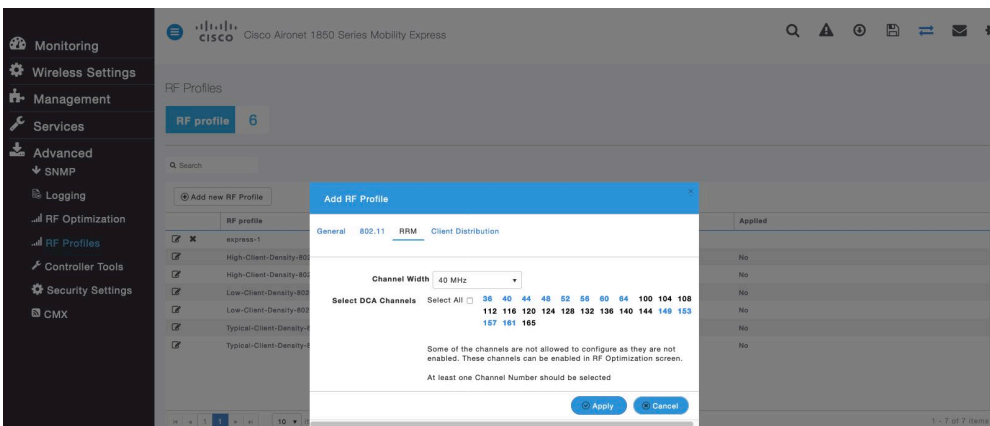 CISCO Cisco Aironet 1850 Series Mobility Express
Monitoring
Wireless Settings
Management
Services
Advanced
SNMP
Logging
RF Optimization
RF Profiles
Controller Tools
Security Settings
CMX
RF Profiles
RF profile 6
Search
Add new RF Profile
RF profile Applied
express-1
High-Client-Density-802 No
High-Client-Density-802 No
Low-Client-Density-802 No
Low-Client-Density-802 No
Typical-Client-Density-8 No
Typical-Client-Density-8 No
1 1 10 1 - 7 of 7 items
Add RF Profile ×
General 802.11 RRM Client Distribution
Channel Width 40 MHz
Select DCA Channels Select All 36 40 44 48 52 56 60 64 100 104 108
112 116 120 124 128 132 136 140 144 149 153
157 161 165
Some of the channels are not allowed to configure as they are not
enabled. These channels can be enabled in RF Optimization screen.
At least one Channel Number should be selected
Apply Cancel